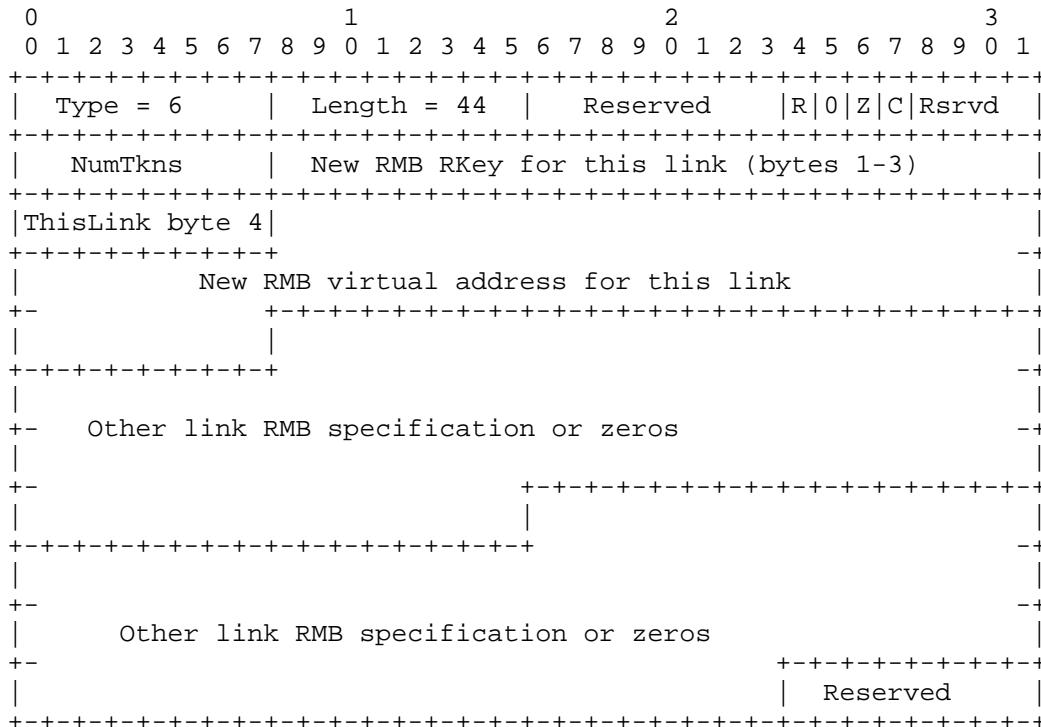 0                   1                   2                   3
 0 1 2 3 4 5 6 7 8 9 0 1 2 3 4 5 6 7 8 9 0 1 2 3 4 5 6 7 8 9 0 1
+-+-+-+-+-+-+-+-+-+-+-+-+-+-+-+-+-+-+-+-+-+-+-+-+-+-+-+-+-+-+-+-+
|  Type = 6     |  Length = 44  |   Reserved    |R|0|Z|C|Rsrvd  |
+-+-+-+-+-+-+-+-+-+-+-+-+-+-+-+-+-+-+-+-+-+-+-+-+-+-+-+-+-+-+-+-+
|   NumTkns     |  New RMB RKey for this link (bytes 1-3)       |
+-+-+-+-+-+-+-+-+-+-+-+-+-+-+-+-+-+-+-+-+-+-+-+-+-+-+-+-+-+-+-+-+
|ThisLink byte 4|                                               |
+-+-+-+-+-+-+-+-+                                              -+
|           New RMB virtual address for this link               |
+-              +-+-+-+-+-+-+-+-+-+-+-+-+-+-+-+-+-+-+-+-+-+-+-+-+
|               |                                               |
+-+-+-+-+-+-+-+-+                                              -+
|                                                               |
+-   Other link RMB specification or zeros                     -+
|                                                               |
+-                              +-+-+-+-+-+-+-+-+-+-+-+-+-+-+-+-+
|                               |                               |
+-+-+-+-+-+-+-+-+-+-+-+-+-+-+-+-+                              -+
|                                                               |
+-                                                             -+
|      Other link RMB specification or zeros                    |
+-                                              +-+-+-+-+-+-+-+-+
|                                               |  Reserved     |
+-+-+-+-+-+-+-+-+-+-+-+-+-+-+-+-+-+-+-+-+-+-+-+-+-+-+-+-+-+-+-+-+